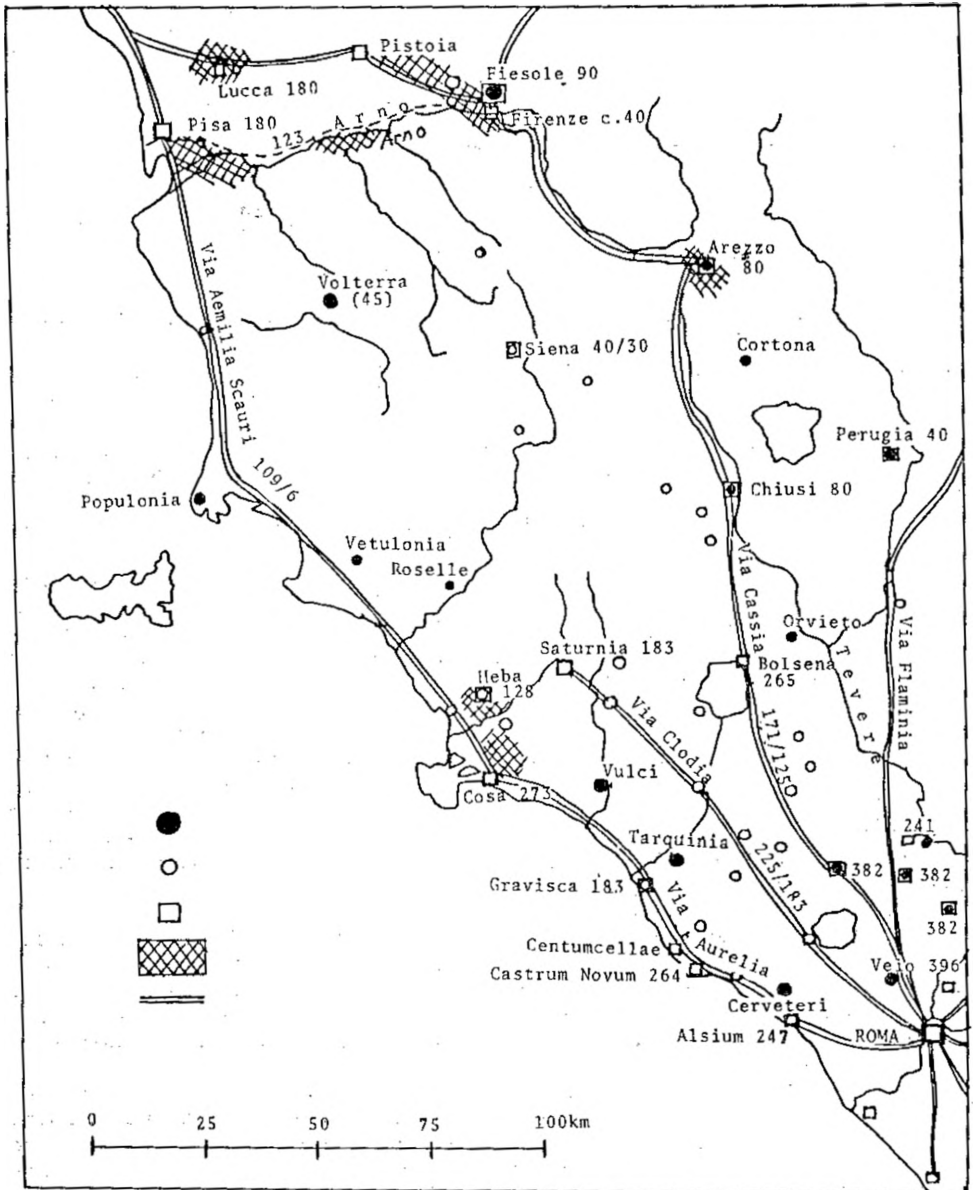 Pistoia
Fiesole 90
Lucca 180
Firenze c.40
Pisa 180
123 Arno
Arno
Arezzo
80
Via Aemilia Scauri 109/6
Volterra
(45)
Siena 40/30
Cortona
Perugia 40
Chiusi 80
Populonia
Vetulonia
Roselle
Via Cassia 171/125
Orvieto
Tevere
Via Flaminia
Saturnia 183
Bolsena
265
Heba
128
Via Clodia 225/183
Vulci
Cosa 273
241
Tarquinia
382
382
Gravisca 183
382
Via Aurelia
Centumcellae
Veio 396
Castrum Novum 264
Cerveteri
Alsium 247
ROMA
0 25 50 75 100km